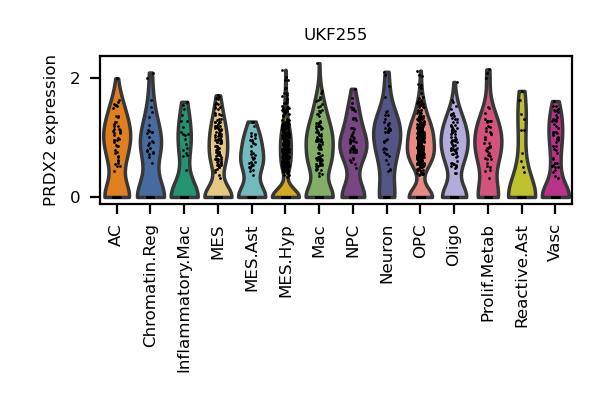 UKF255
PRDX2 expression
2
0
AC
Chromatin.Reg
Inflammatory.Mac
MES
MES.Ast
MES.Hyp
Mac
NPC
Neuron
OPC
Oligo
Prolif.Metab
Reactive.Ast
Vasc